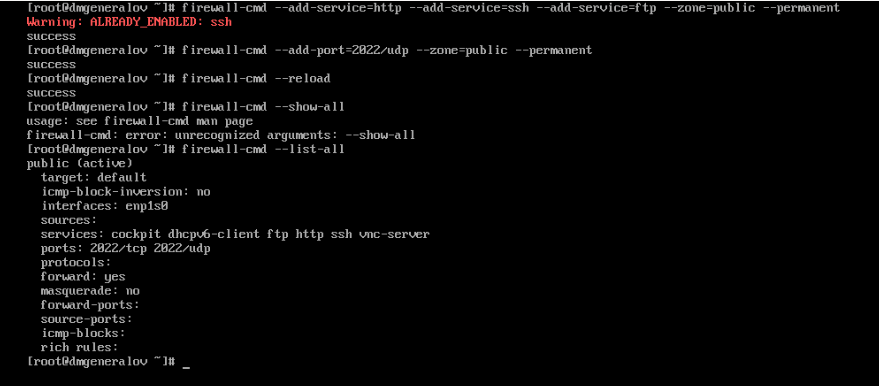 [root@dmgeneralov ~]# firewall-cmd --add-service=http --add-service=ssh --add-service=ftp --zone=public --permanent
Warning: ALREADY_ENABLED: ssh
success
[root@dmgeneralov ~]# firewall-cmd --add-port=2022/udp --zone=public --permanent
success
[root@dmgeneralov ~]# firewall-cmd --reload
success
[root@dmgeneralov ~]# firewall-cmd --show-all
usage: see firewall-cmd man page
firewall-cmd: error: unrecognized arguments: --show-all
[root@dmgeneralov ~]# firewall-cmd --list-all
public (active)
  target: default
  icmp-block-inversion: no
  interfaces: enp1s0
  sources:
  services: cockpit dhcpv6-client ftp http ssh vnc-server
  ports: 2022/tcp 2022/udp
  protocols:
  forward: yes
  masquerade: no
  forward-ports:
  source-ports:
  icmp-blocks:
  rich rules:
[root@dmgeneralov ~]# _